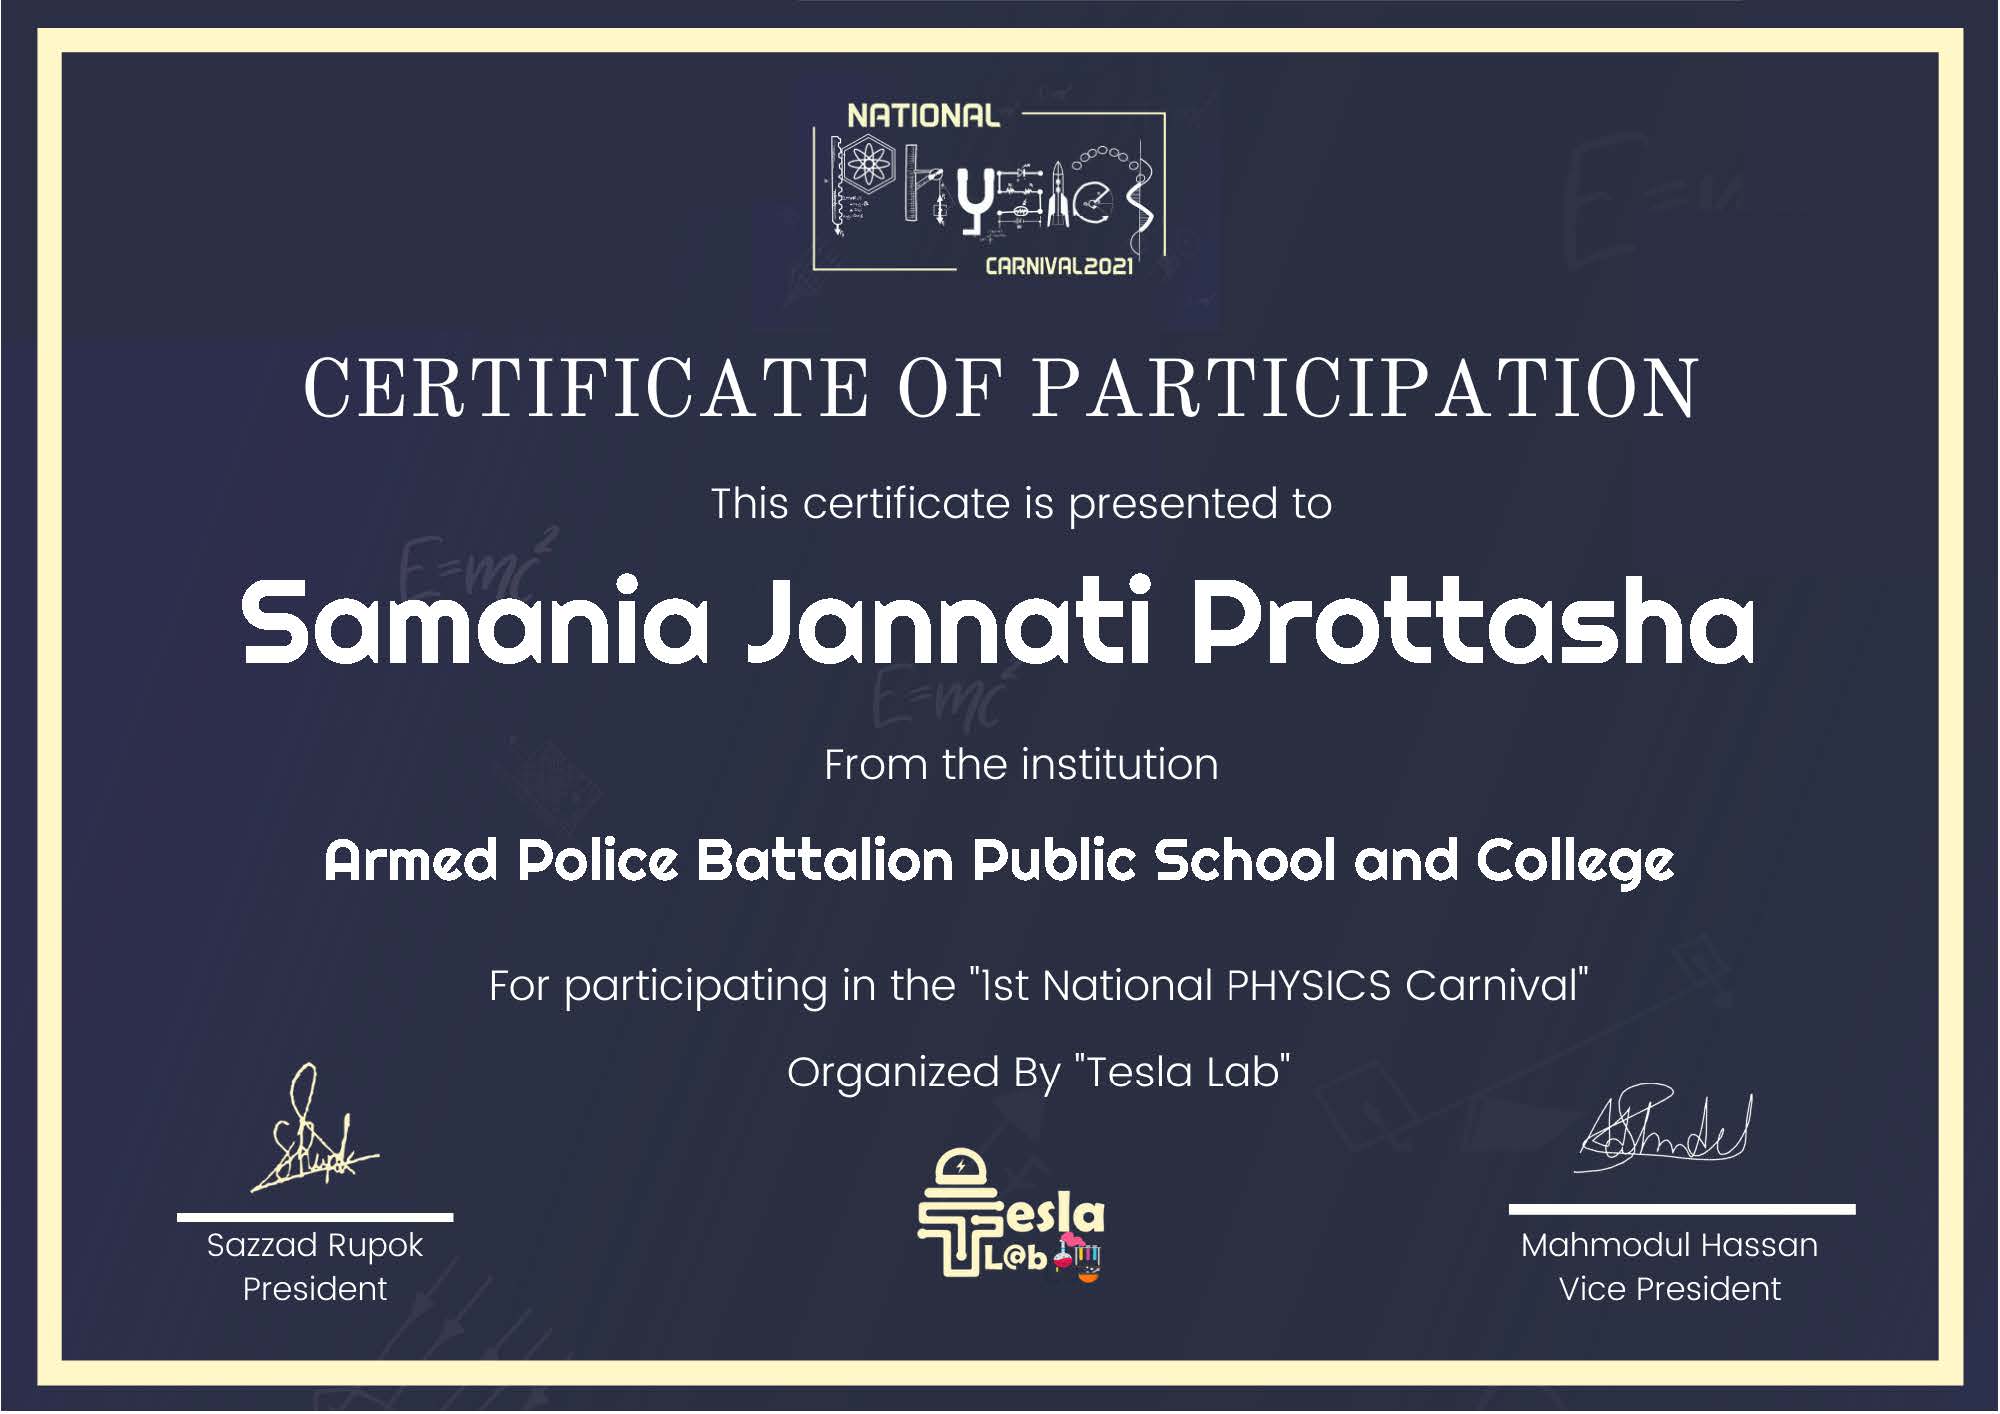 NATIONAL
Physics
CARNIVAL2021
CERTIFICATE OF PARTICIPATION
This certificate is presented to
E=mc²
Samania Jannati Prottasha
E=mc²
From the institution
Armed Police Battalion Public School and College
For participating in the "1st National PHYSICS Carnival"
Organized By "Tesla Lab"
Tesla
L@b
Sazzad Rupok
President
Mahmodul Hassan
Vice President